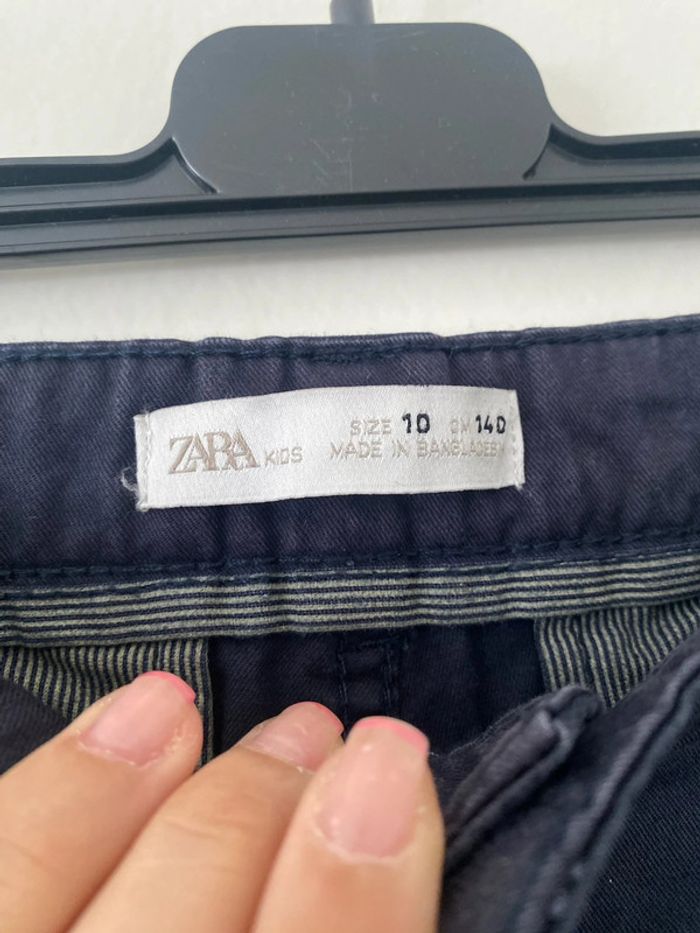 ZARA KIDS
SIZE 10 CM 140
MADE IN BANGLADESH